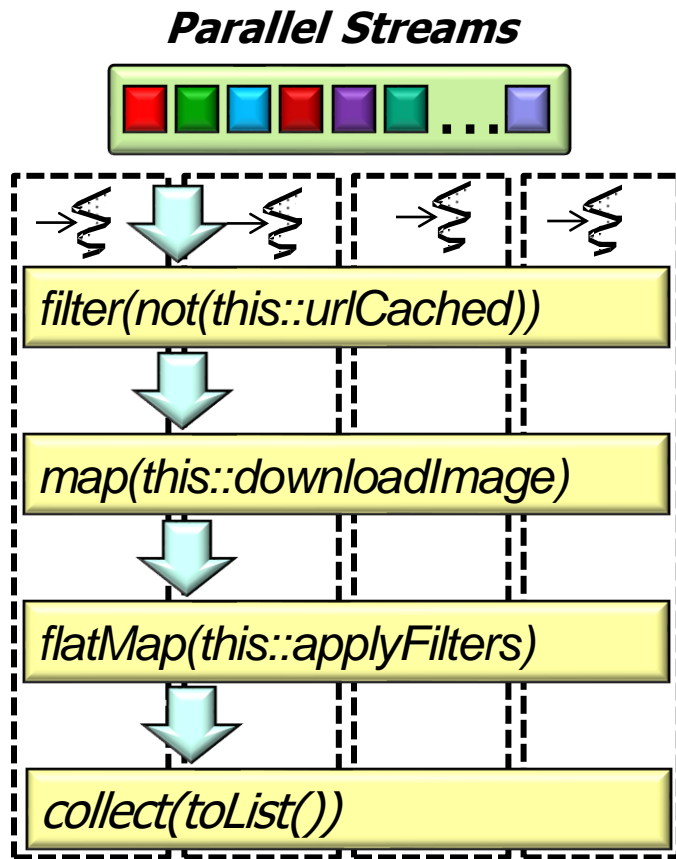 Parallel Streams
...
filter(not(this::urlCached))
map(this::downloadImage)
flatMap(this::applyFilters)
collect(toList())